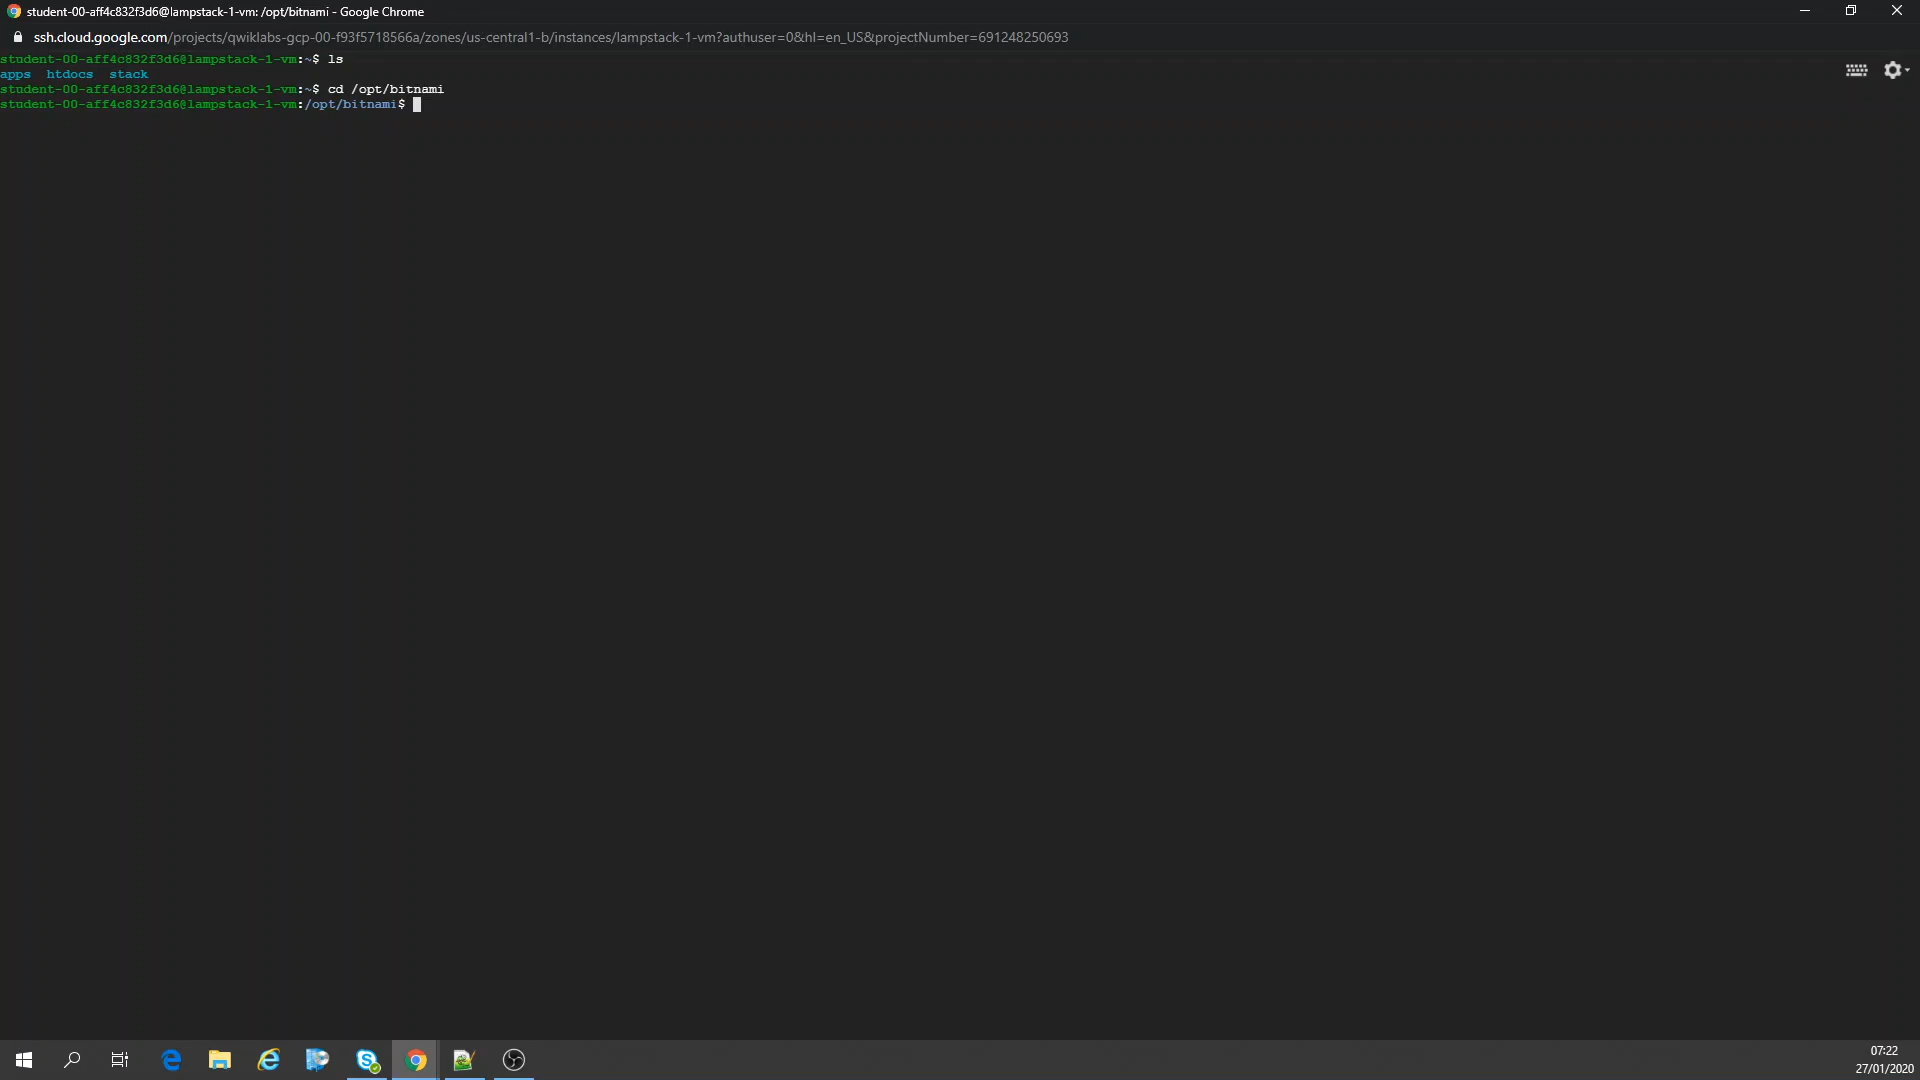 student-00-aff4c832f3d6@lampstack-1-vm: /opt/bitnami - Google Chrome
ssh.cloud.google.com/projects/qwiklabs-gcp-00-f93f5718566a/zones/us-central1-b/instances/lampstack-1-vm?authuser=0&hl=en_US&projectNumber=691248250693
student-00-aff4c832f3d6@lampstack-1-vm:~$ ls
apps  htdocs  stack
student-00-aff4c832f3d6@lampstack-1-vm:~$ cd /opt/bitnami
student-00-aff4c832f3d6@lampstack-1-vm:/opt/bitnami$
07:22
27/01/2020